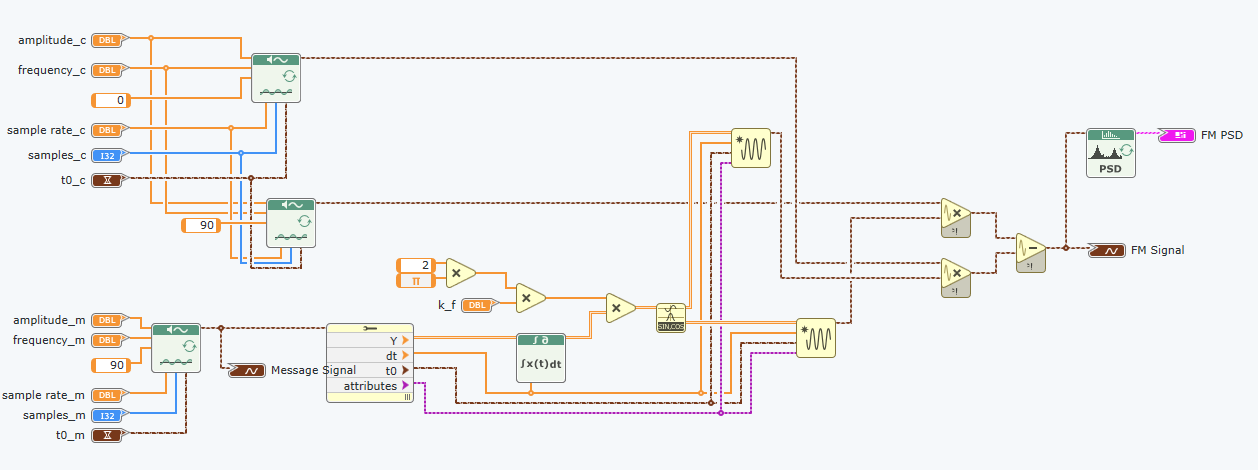 amplitude_c DBL
frequency_c DBL
0
sample rate_c DBL
samples_c I32
t0_c
90
PSD
FM PSD
FM Signal
2
π
k_f DBL
SIN,COS
amplitude_m DBL
frequency_m DBL
90
Message Signal
sample rate_m DBL
samples_m I32
t0_m
Y
dt
t0
attributes
∫ ∂
∫x(t)dt